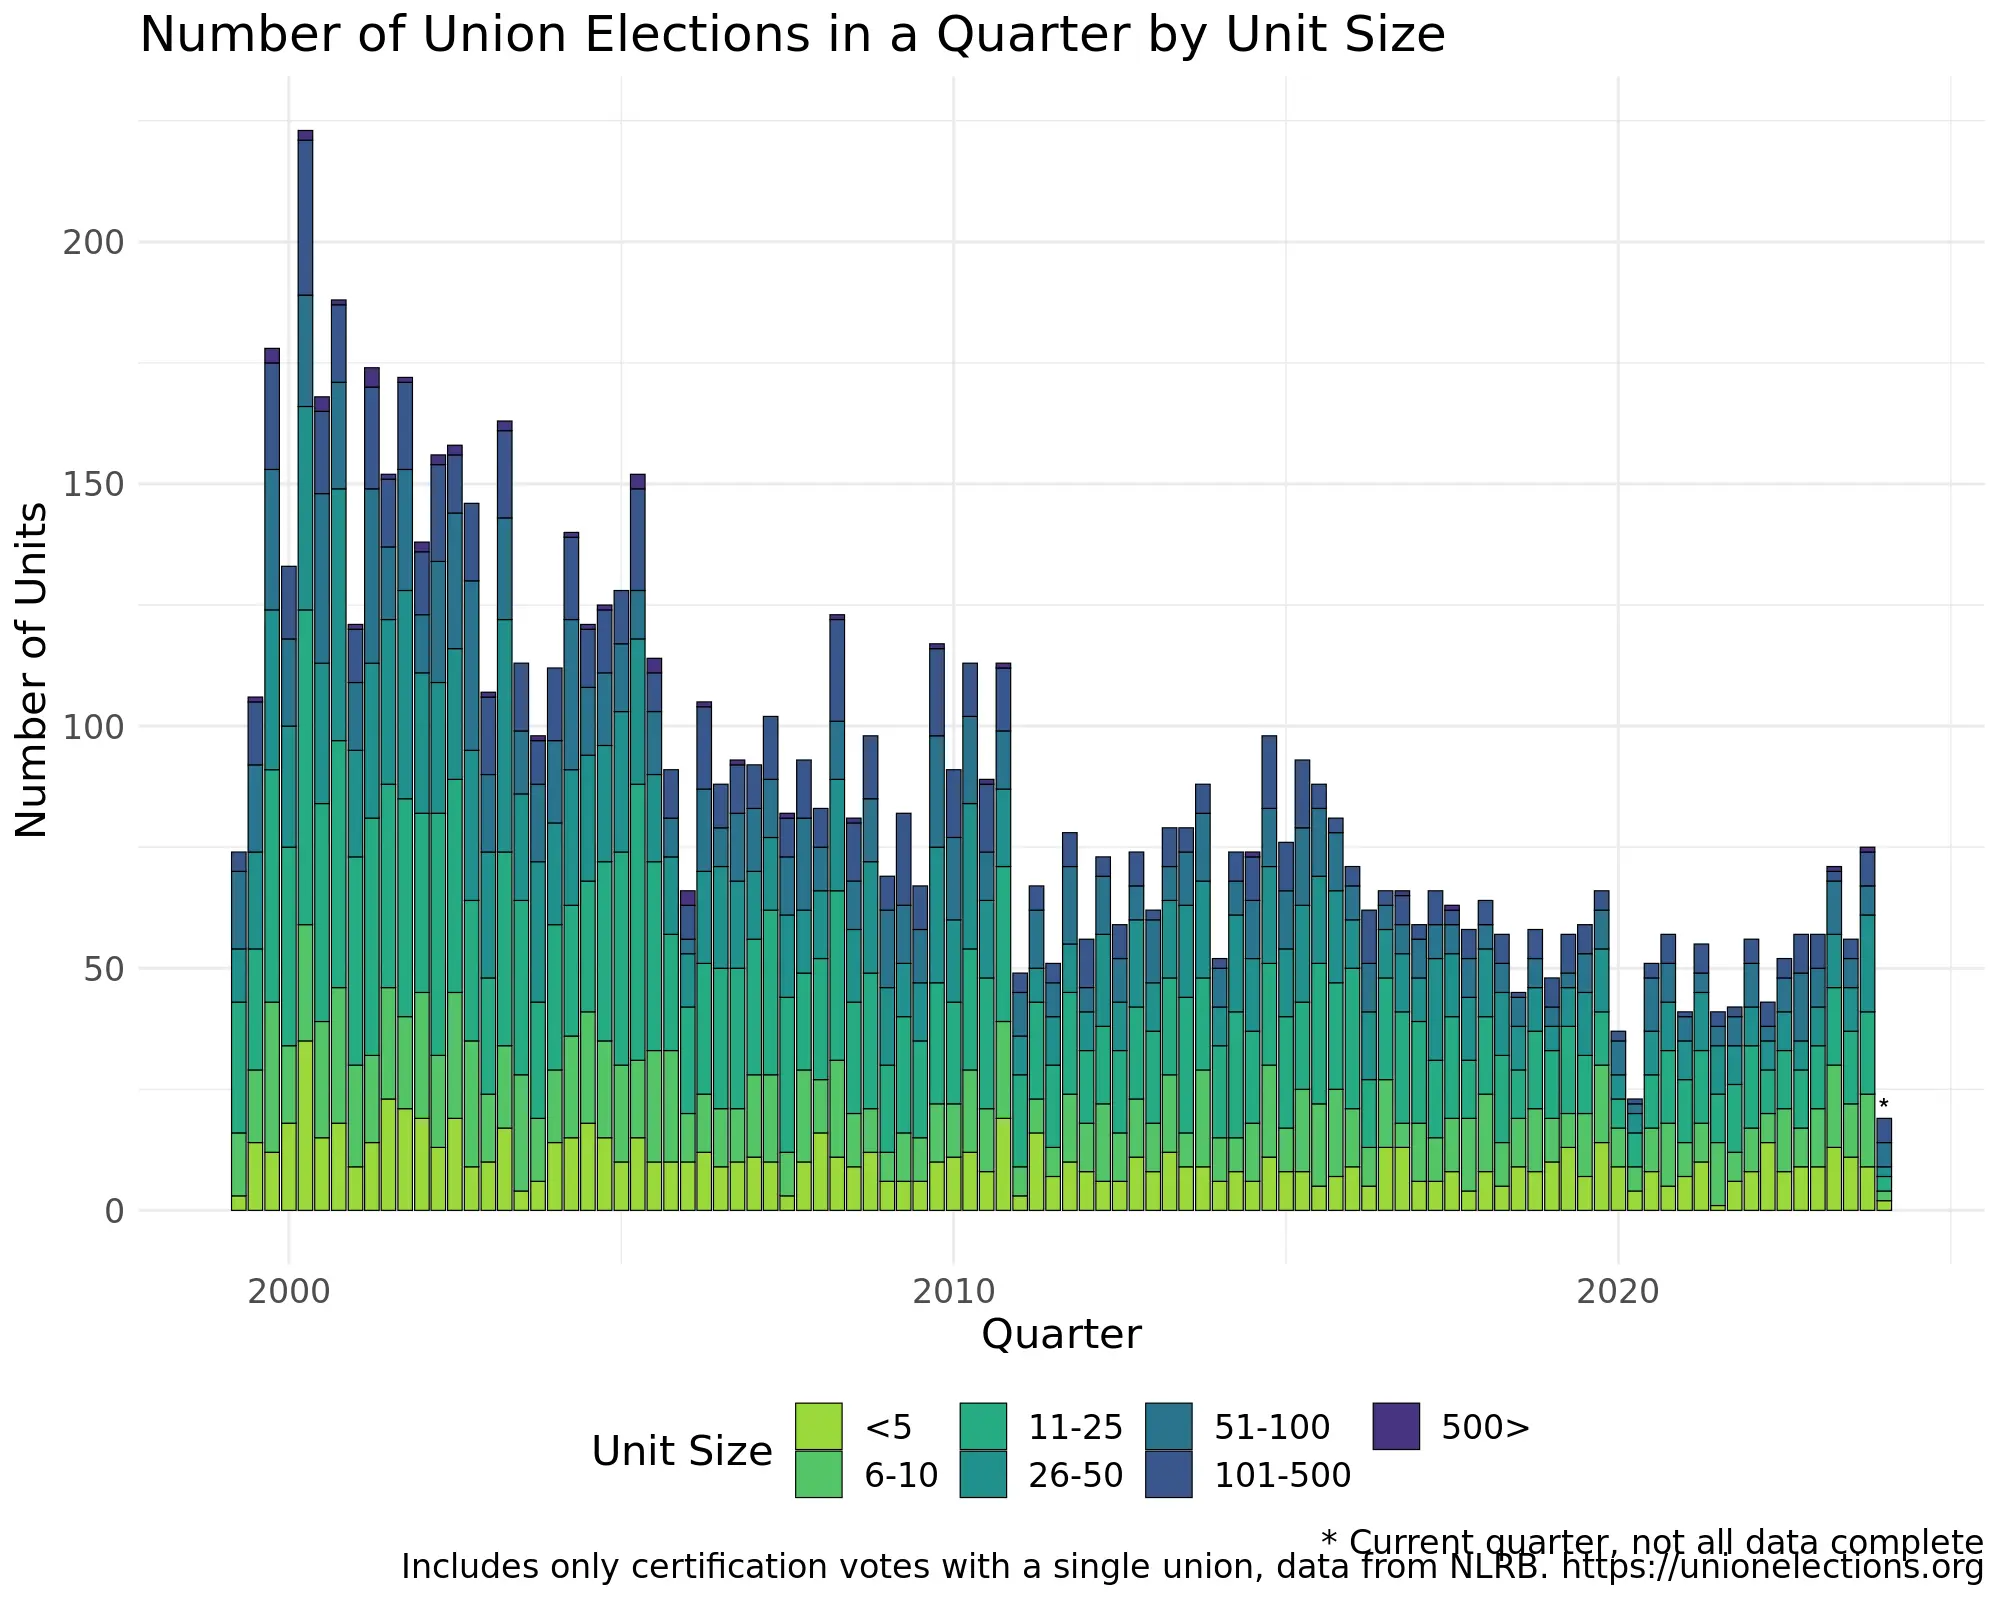 Number of Union Elections in a Quarter by Unit Size
Number of Units
200
150
100
50
0
*
2000 2010 2020
Quarter
Unit Size
<5 11-25 51-100 500>
6-10 26-50 101-500
* Current quarter, not all data complete
Includes only certification votes with a single union, data from NLRB. https://unionelections.org